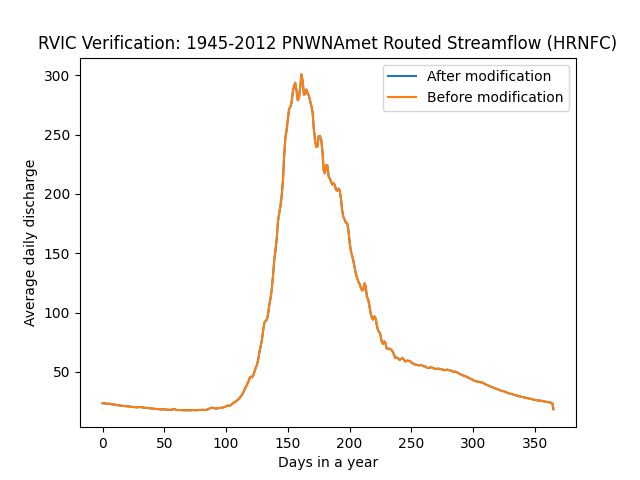 RVIC Verification: 1945-2012 PNWNAmet Routed Streamflow (HRNFC)
After modification
Before modification
300
250
200
150
100
50
Average daily discharge
0 50 100 150 200 250 300 350
Days in a year